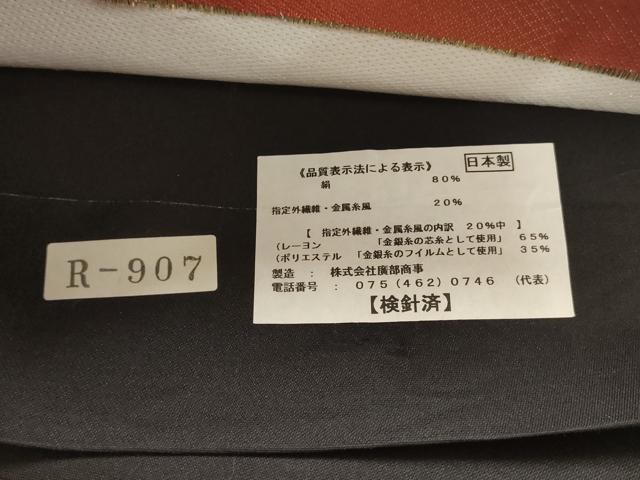 《品質表示法による表示》 日本製
絹 80%
指定外繊維・金属糸風 20%
【 指定外繊維・金属糸風の内訳 20%中 】
(レーヨン 「金銀糸の芯糸として使用」 65%
(ポリエステル 「金銀糸のフイルムとして使用」 35%
製造 : 株式会社廣部商事
電話番号 : 075(462)0746 (代表)
【検針済】
R-907